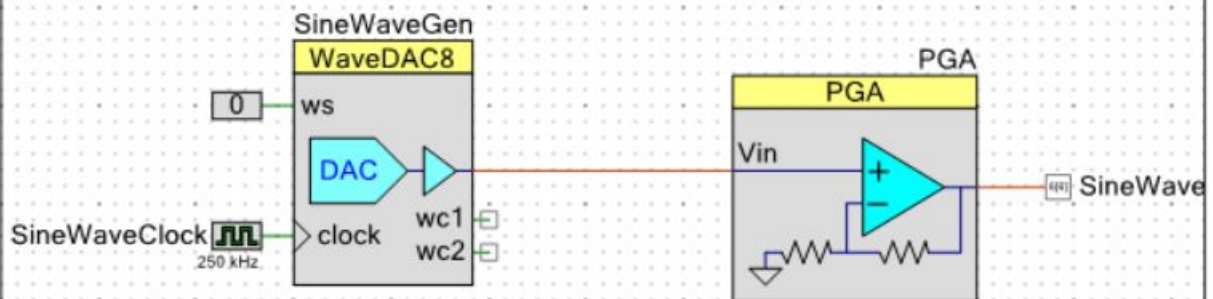 SineWaveGen
WaveDAC8
PGA
PGA
0
ws
DAC
Vin
+
−
SineWave
wc1
SineWaveClock
clock
wc2
250 kHz